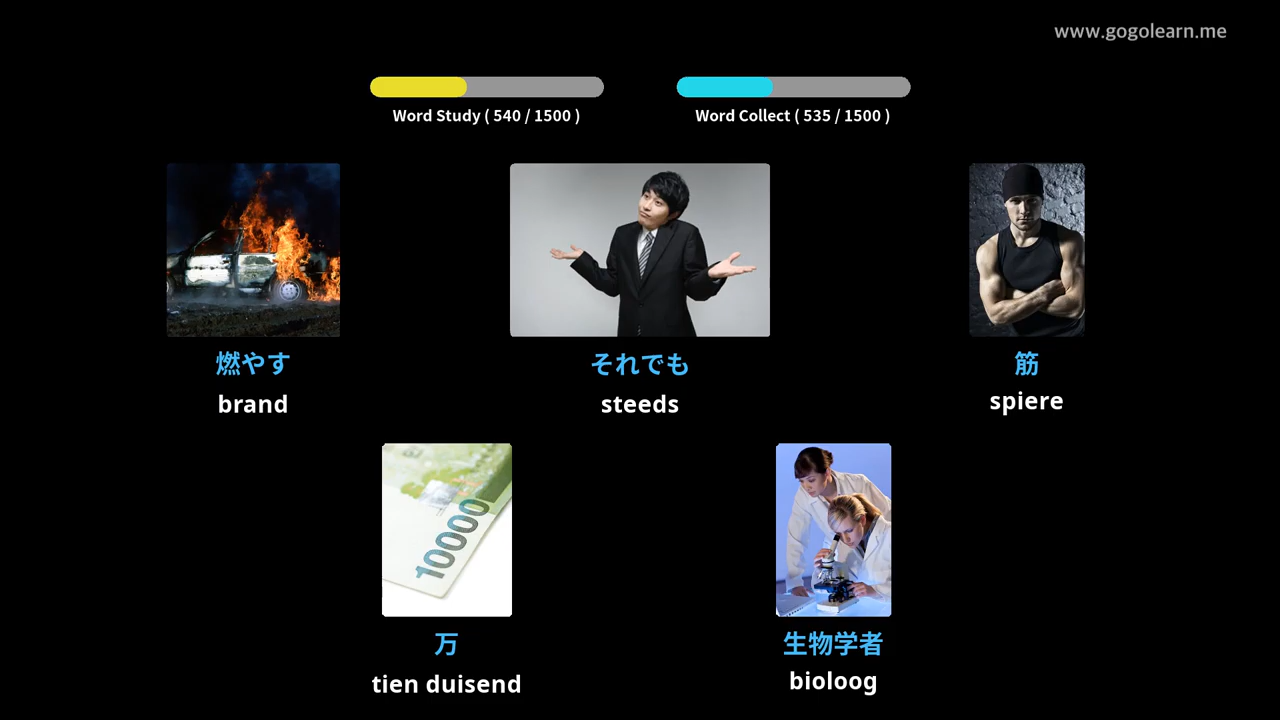 www.gogolearn.me
Word Study ( 540 / 1500 )
Word Collect ( 535 / 1500 )
燃やす
brand
それでも
steeds
筋
spiere
10000
万
tien duisend
生物学者
bioloog